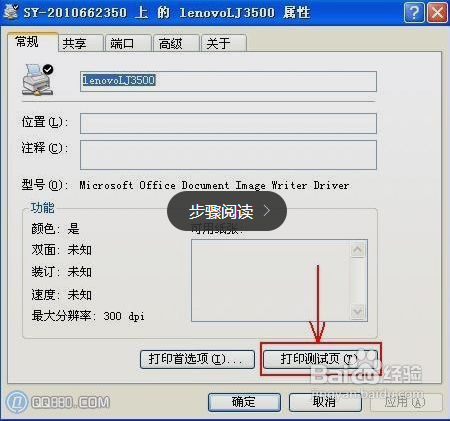 SY-2010662350 上 的 lenovoLJ3500 属性
常规 共享 端口 高级 关于
lenovoLJ3500
位置(L):
注释(C):
型号(O): Microsoft Office Document Image Writer Driver
功能
步骤阅读
颜色: 是
可用纸张:
双面: 未知
装订: 未知
速度: 未知
最大分辨率: 300 dpi
打印首选项(I)... 打印测试页(T)
Baidu经验
jingyan.baidu.com
QQ880.com
确定 取消 应用(A)